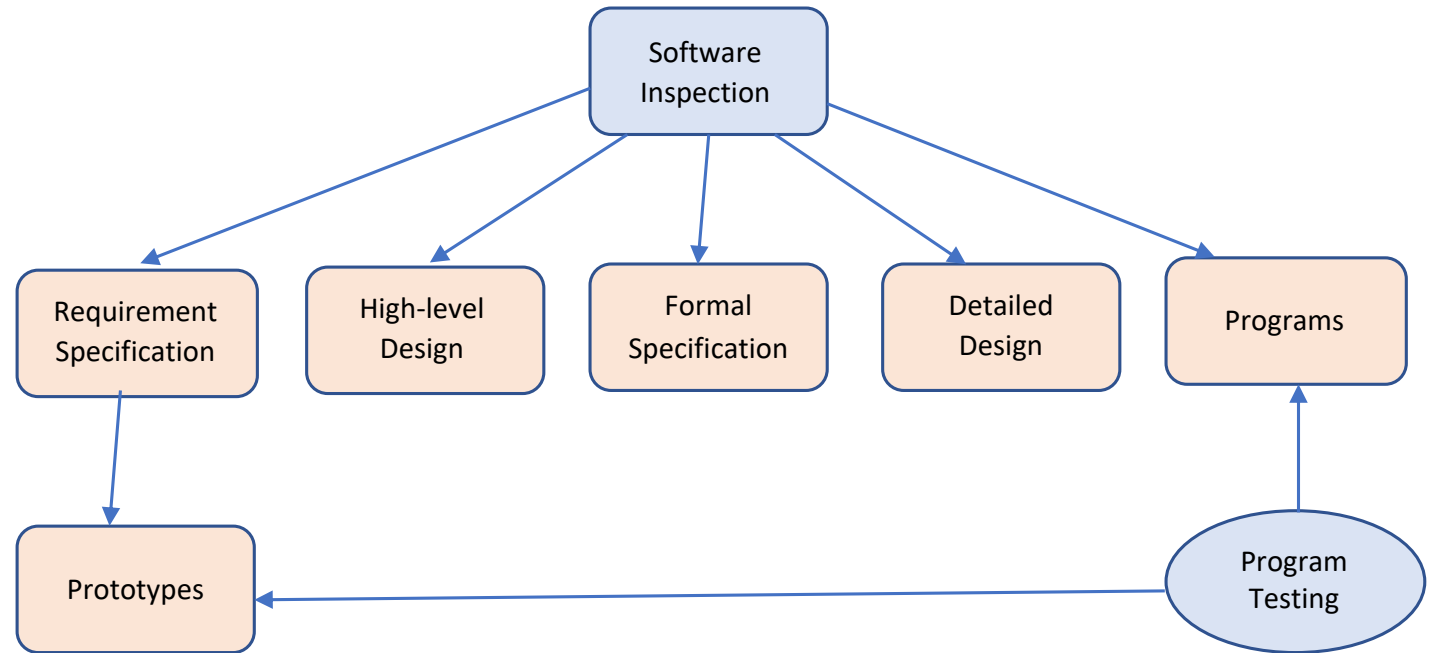 Software
Inspection
Requirement
Specification
High-level
Design
Formal
Specification
Detailed
Design
Programs
Prototypes
Program
Testing